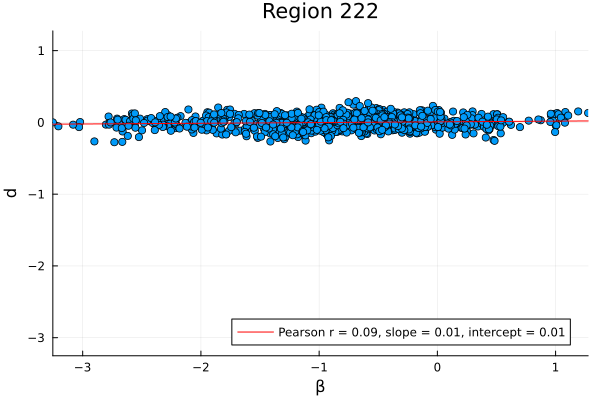 Region 222
1
0
−1
−2
−3
d
Pearson r = 0.09, slope = 0.01, intercept = 0.01
−3 −2 −1 0 1
β